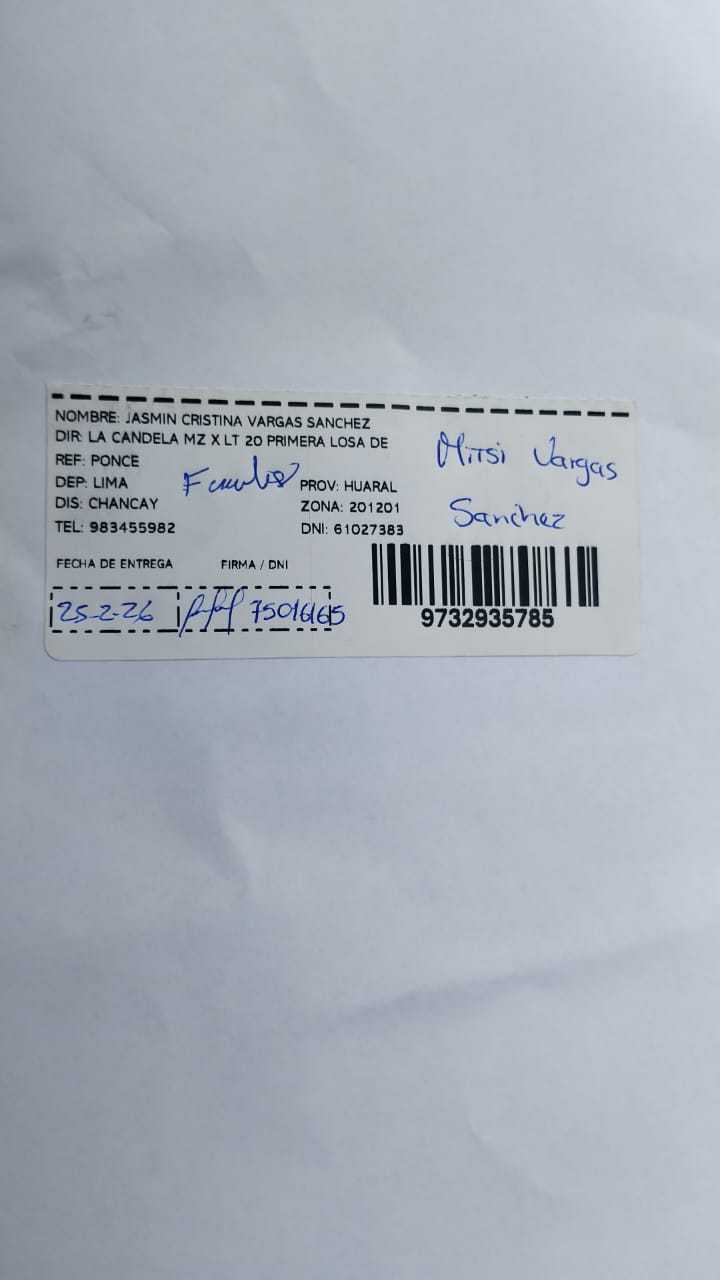 NOMBRE: JASMIN CRISTINA VARGAS SANCHEZ
DIR: LA CANDELA MZ X LT 20 PRIMERA LOSA DE
REF: PONCE
DEP: LIMA
PROV: HUARAL
DIS: CHANCAY
ZONA: 201201
TEL: 983455982
DNI: 61027383
Mitsi Vargas
Sanchez
FECHA DE ENTREGA FIRMA / DNI
25-2-26
9732935785